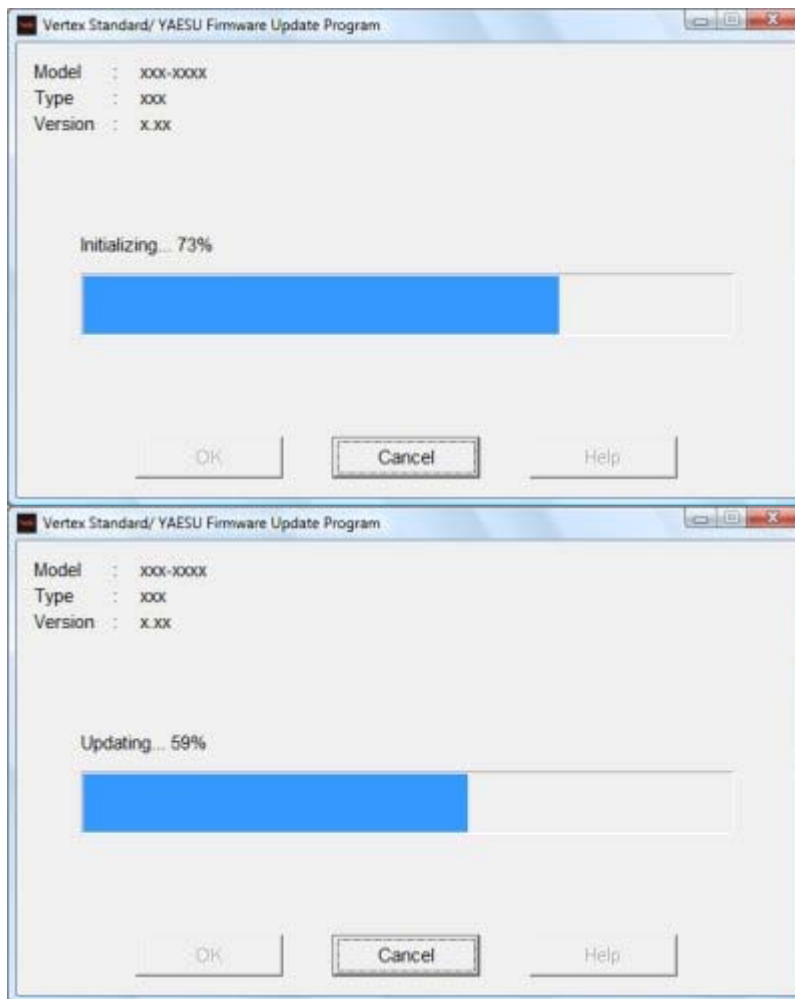 Vertex Standard/ YAESU Firmware Update Program
Model : xxx-xxxx
Type : xxx
Version : x.xx
Initializing... 73%
OK Cancel Help
Vertex Standard/ YAESU Firmware Update Program
Model : xxx-xxxx
Type : xxx
Version : x.xx
Updating... 59%
OK Cancel Help